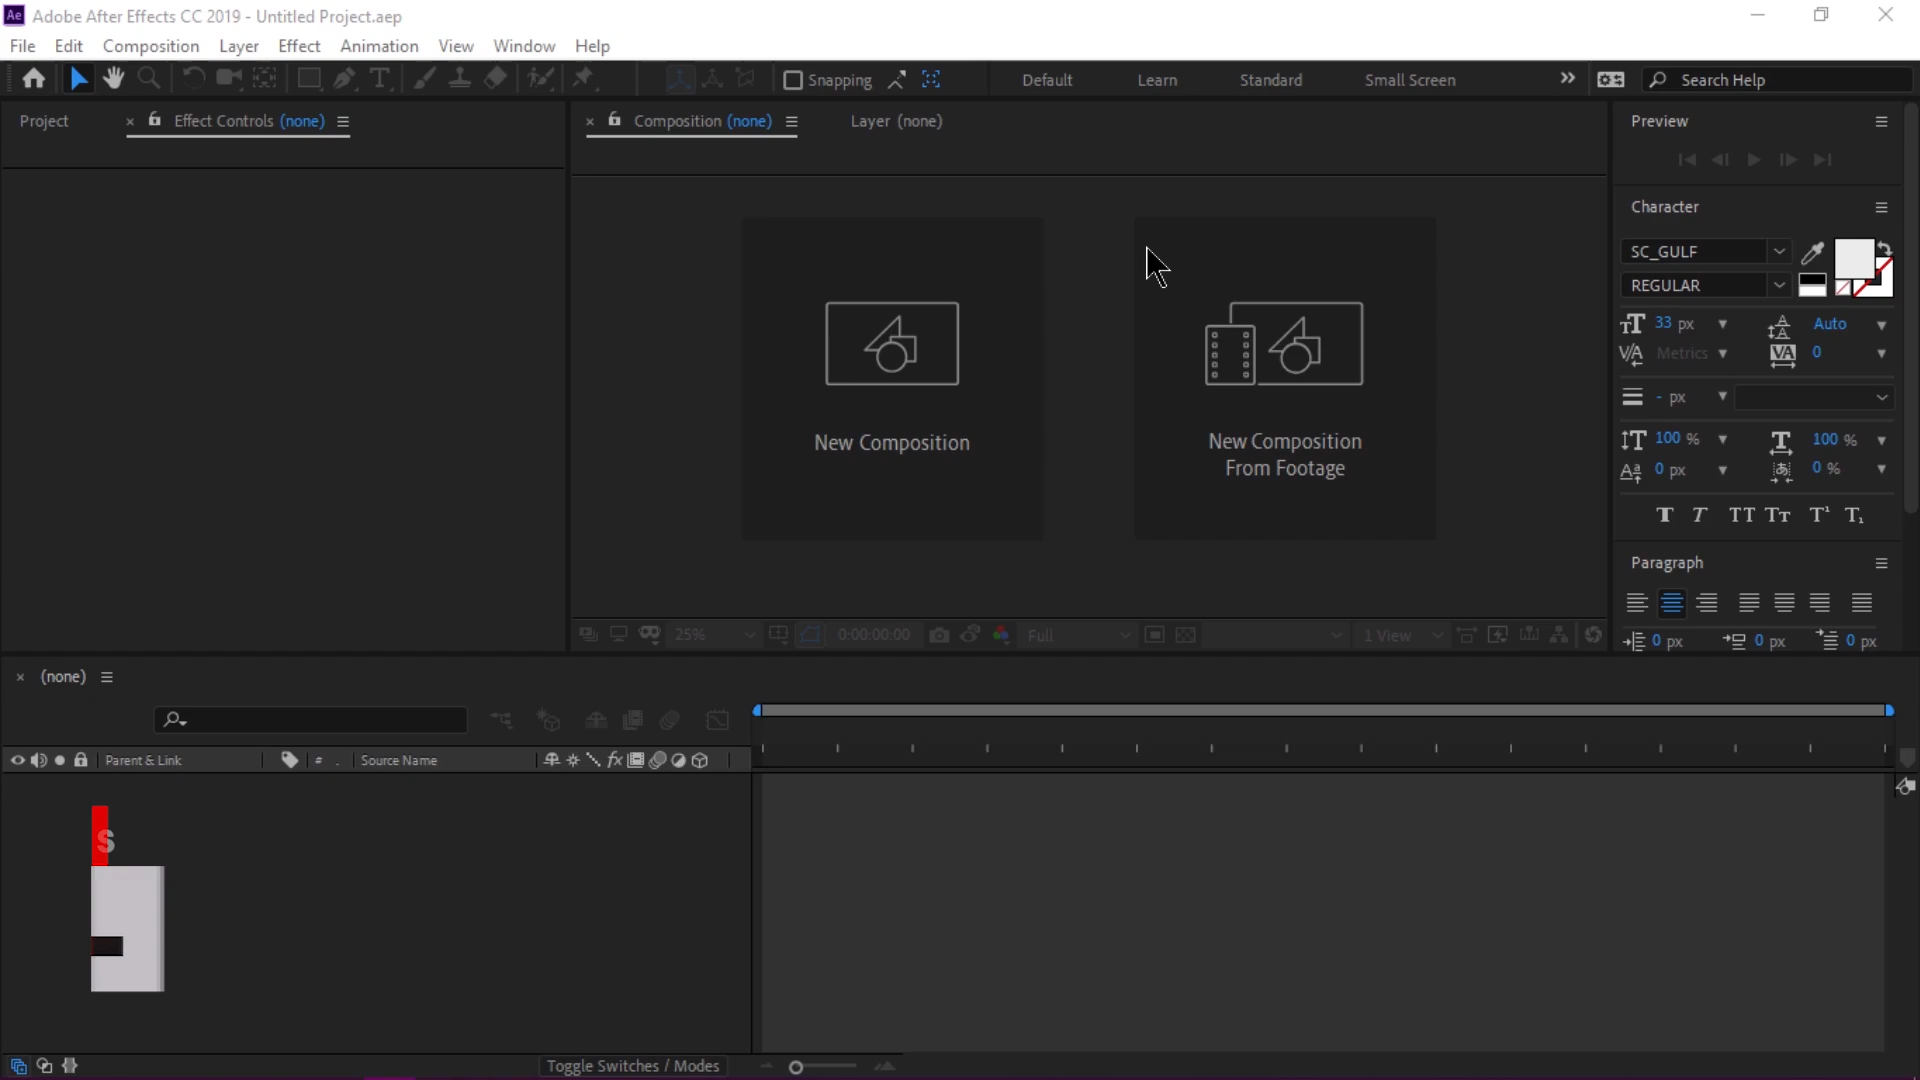 Ae Adobe After Effects CC 2019 - Untitled Project.aep
File Edit Composition Layer Effect Animation View Window Help
Snapping Default Learn Standard Small Screen Search Help
Project Effect Controls (none) Composition (none) Layer (none) Preview
Character
SC_GULF
REGULAR
33 px Auto
Metrics 0
- px
100 % 100 %
0 px 0 %
New Composition
New Composition
From Footage
Paragraph
25% 0:00:00:00 Full 1 View
0 px 0 px 0 px
(none)
Parent & Link # . Source Name fx
S
Toggle Switches / Modes